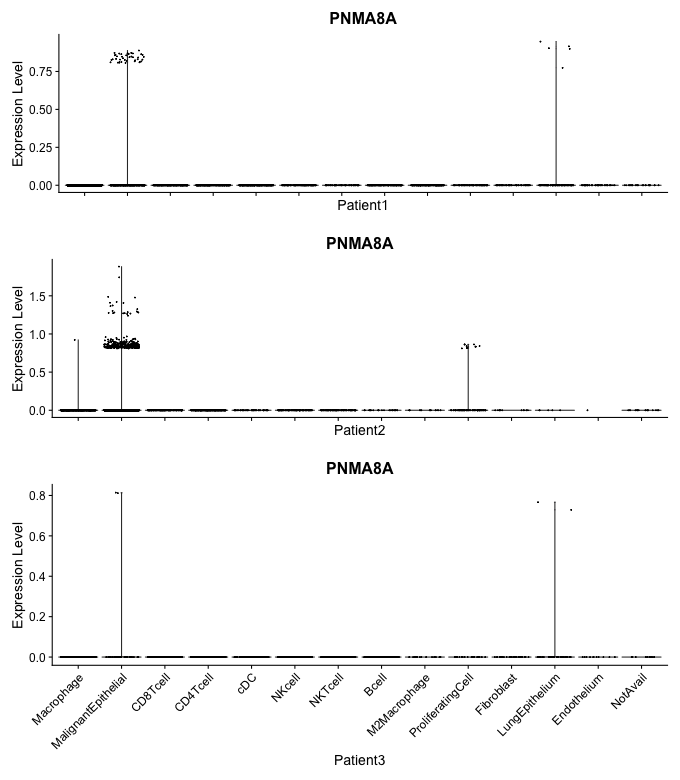 PNMA8A
Expression Level
0.75
0.50
0.25
0.00
Patient1
PNMA8A
Expression Level
1.5
1.0
0.5
0.0
Patient2
PNMA8A
Expression Level
0.8
0.6
0.4
0.2
0.0
Macrophage
MalignantEpithelial
CD8Tcell
CD4Tcell
cDC
NKcell
NKTcell
Bcell
M2Macrophage
ProliferatingCell
Fibroblast
LungEpithelium
Endothelium
NotAvail
Patient3